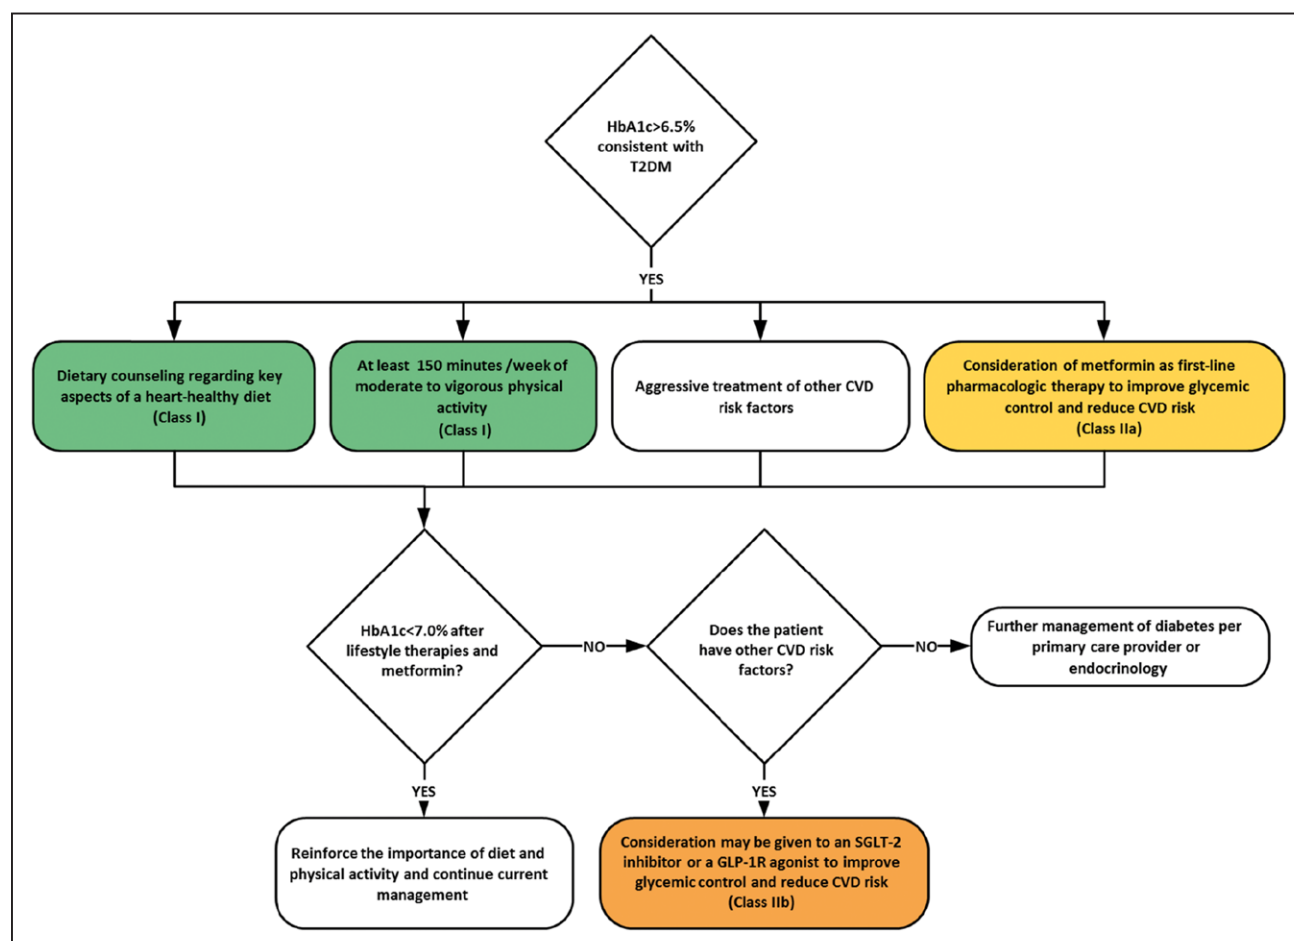 HbA1c>6.5%
consistent with
T2DM
YES
Dietary counseling regarding key
aspects of a heart-healthy diet
(Class I)
At least 150 minutes /week of
moderate to vigorous physical
activity
(Class I)
Aggressive treatment of other CVD
risk factors
Consideration of metformin as first-line
pharmacologic therapy to improve glycemic
control and reduce CVD risk
(Class IIa)
HbA1c<7.0% after
lifestyle therapies and
metformin?
NO
Does the patient
have other CVD risk
factors?
NO
Further management of diabetes per
primary care provider or
endocrinology
YES
YES
Reinforce the importance of diet and
physical activity and continue current
management
Consideration may be given to an SGLT-2
inhibitor or a GLP-1R agonist to improve
glycemic control and reduce CVD risk
(Class IIb)